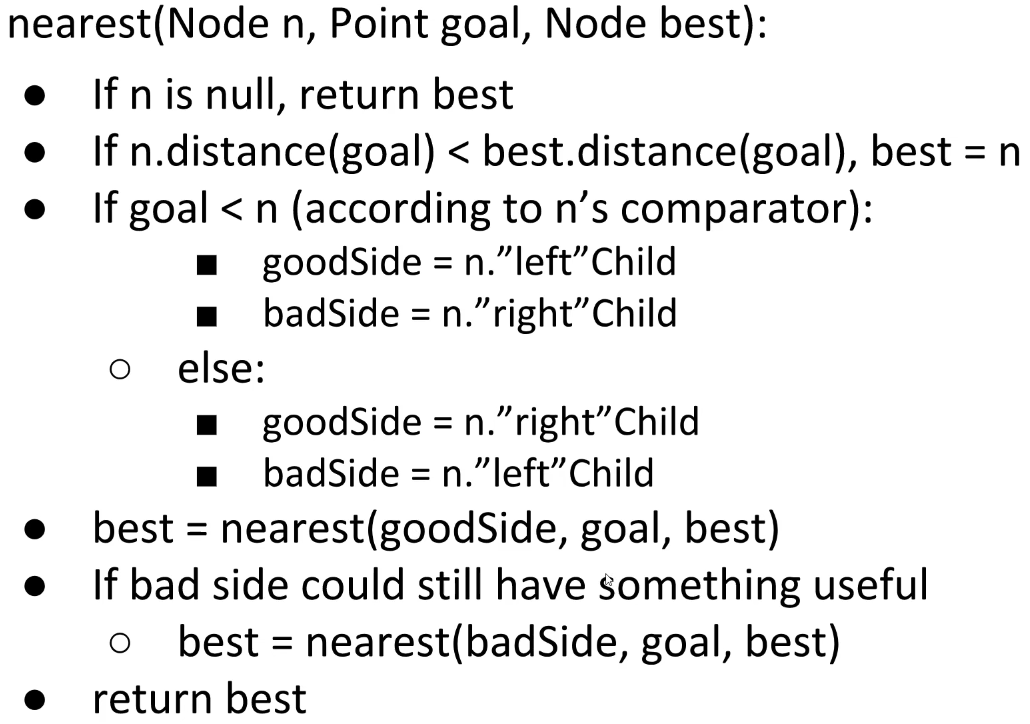 nearest(Node n, Point goal, Node best):
● If n is null, return best
● If n.distance(goal) < best.distance(goal), best = n
● If goal < n (according to n’s comparator):
■ goodSide = n.”left”Child
■ badSide = n.”right”Child
○ else:
■ goodSide = n.”right”Child
■ badSide = n.”left”Child
● best = nearest(goodSide, goal, best)
● If bad side could still have something useful
○ best = nearest(badSide, goal, best)
● return best